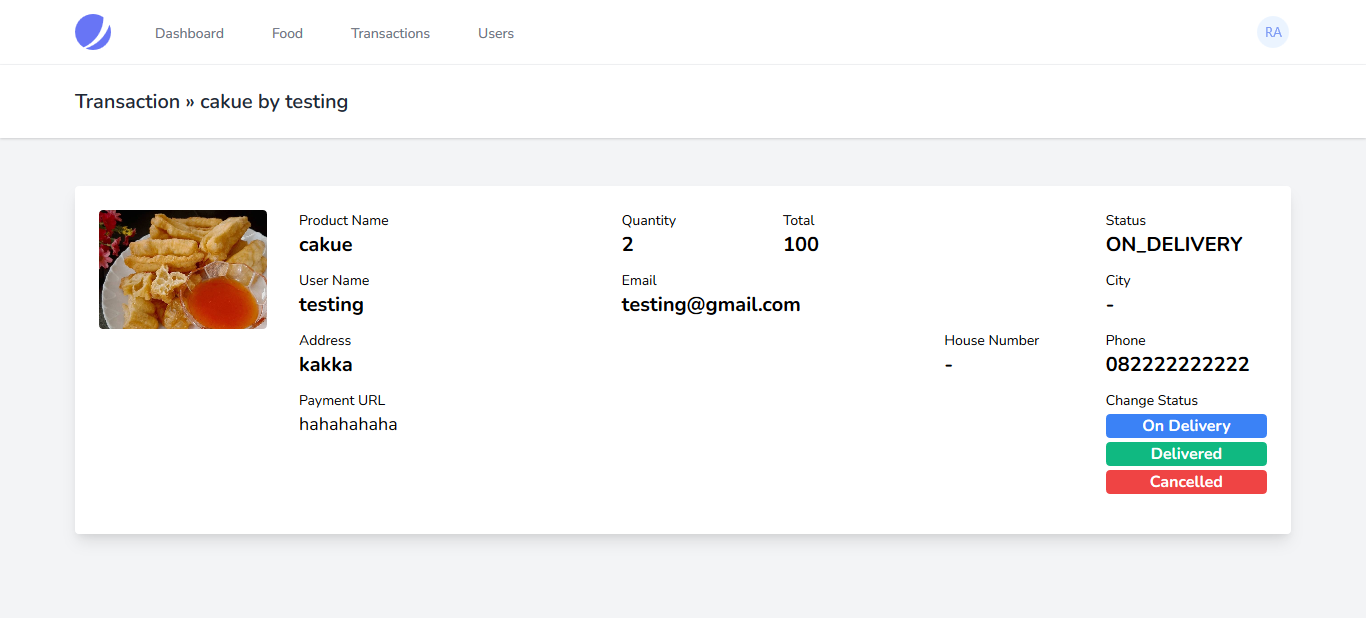 Dashboard Food Transactions Users RA
Transaction » cakue by testing
Product Name Quantity Total Status
cakue 2 100 ON_DELIVERY
User Name Email City
testing testing@gmail.com -
Address House Number Phone
kakka - 082222222222
Payment URL Change Status
hahahahaha On Delivery
Delivered
Cancelled